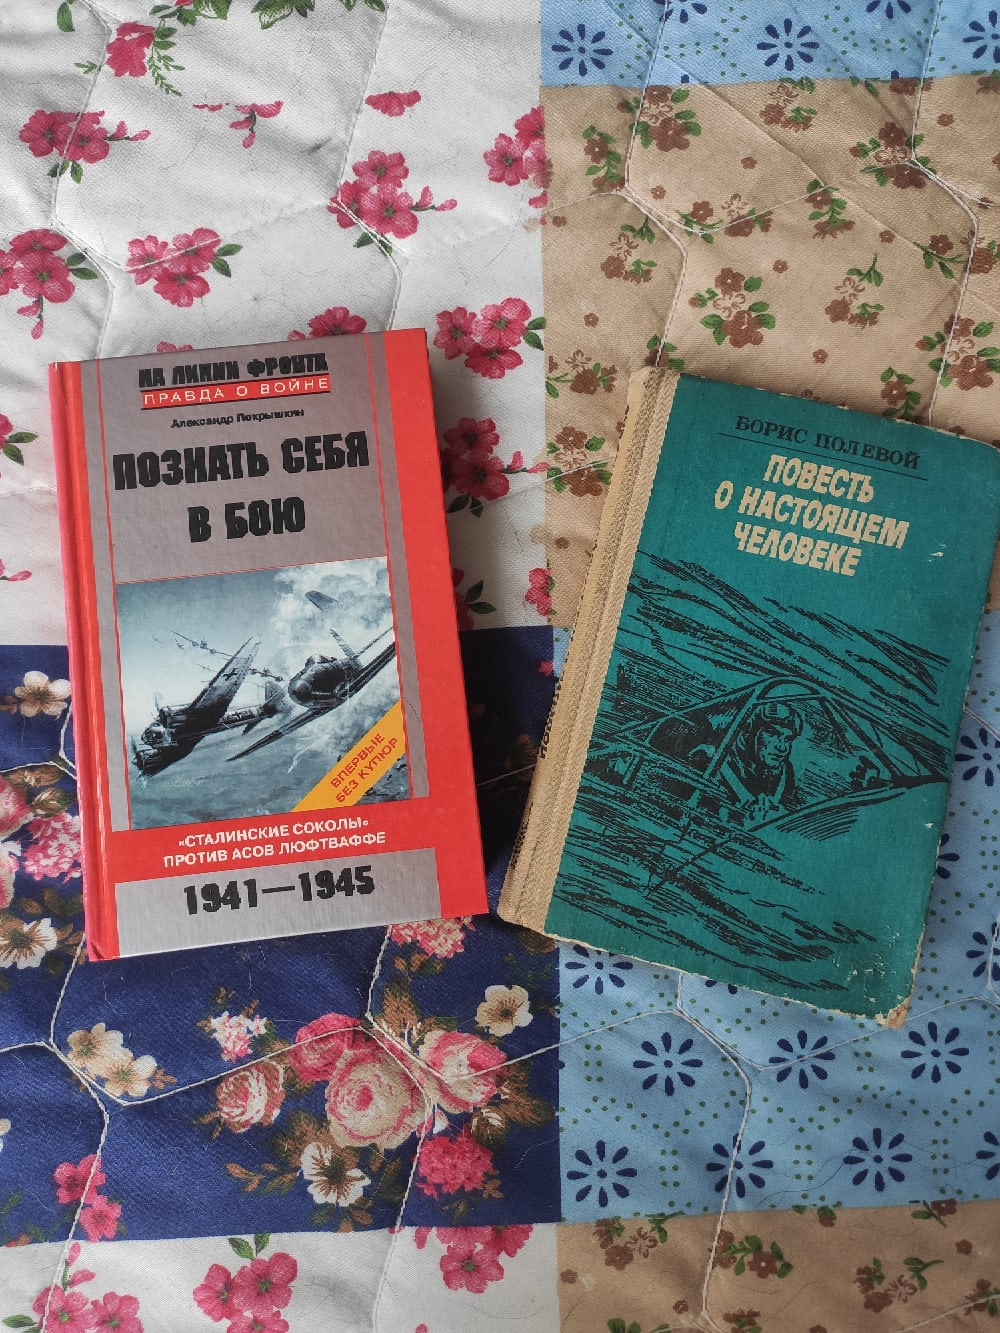 НА ЛИНИИ ФРОНТА
ПРАВДА О ВОЙНЕ
Александр Покрышкин
ПОЗНАТЬ СЕБЯ
В БОЮ
ВПЕРВЫЕ
БЕЗ КУПЮР
«СТАЛИНСКИЕ СОКОЛЫ»
ПРОТИВ АСОВ ЛЮФТВАФФЕ
1941—1945
БОРИС ПОЛЕВОЙ
ПОВЕСТЬ
О НАСТОЯЩЕМ
ЧЕЛОВЕКЕ